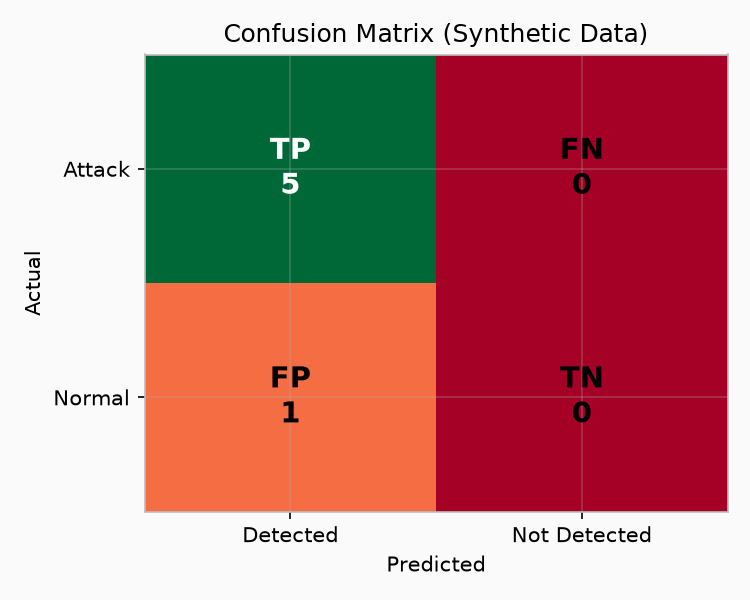 Confusion Matrix (Synthetic Data)
Attack
TP
5
FN
0
Actual
Normal
FP
1
TN
0
Detected
Not Detected
Predicted